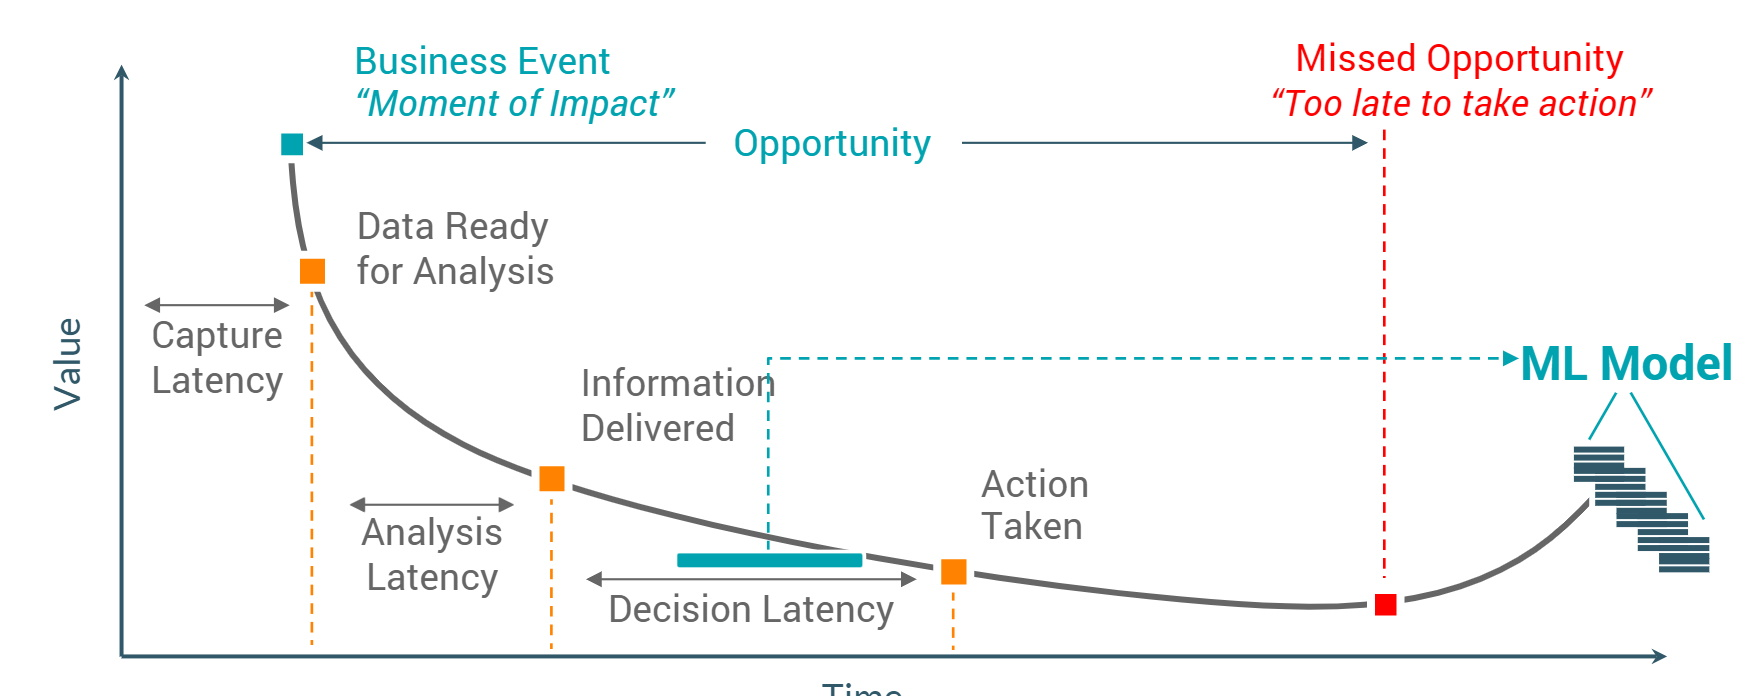 Business Event
“Moment of Impact”
Missed Opportunity
“Too late to take action”
Opportunity
Data Ready
for Analysis
Capture
Latency
Value
Information
Delivered
ML Model
Analysis
Latency
Action
Taken
Decision Latency
Time